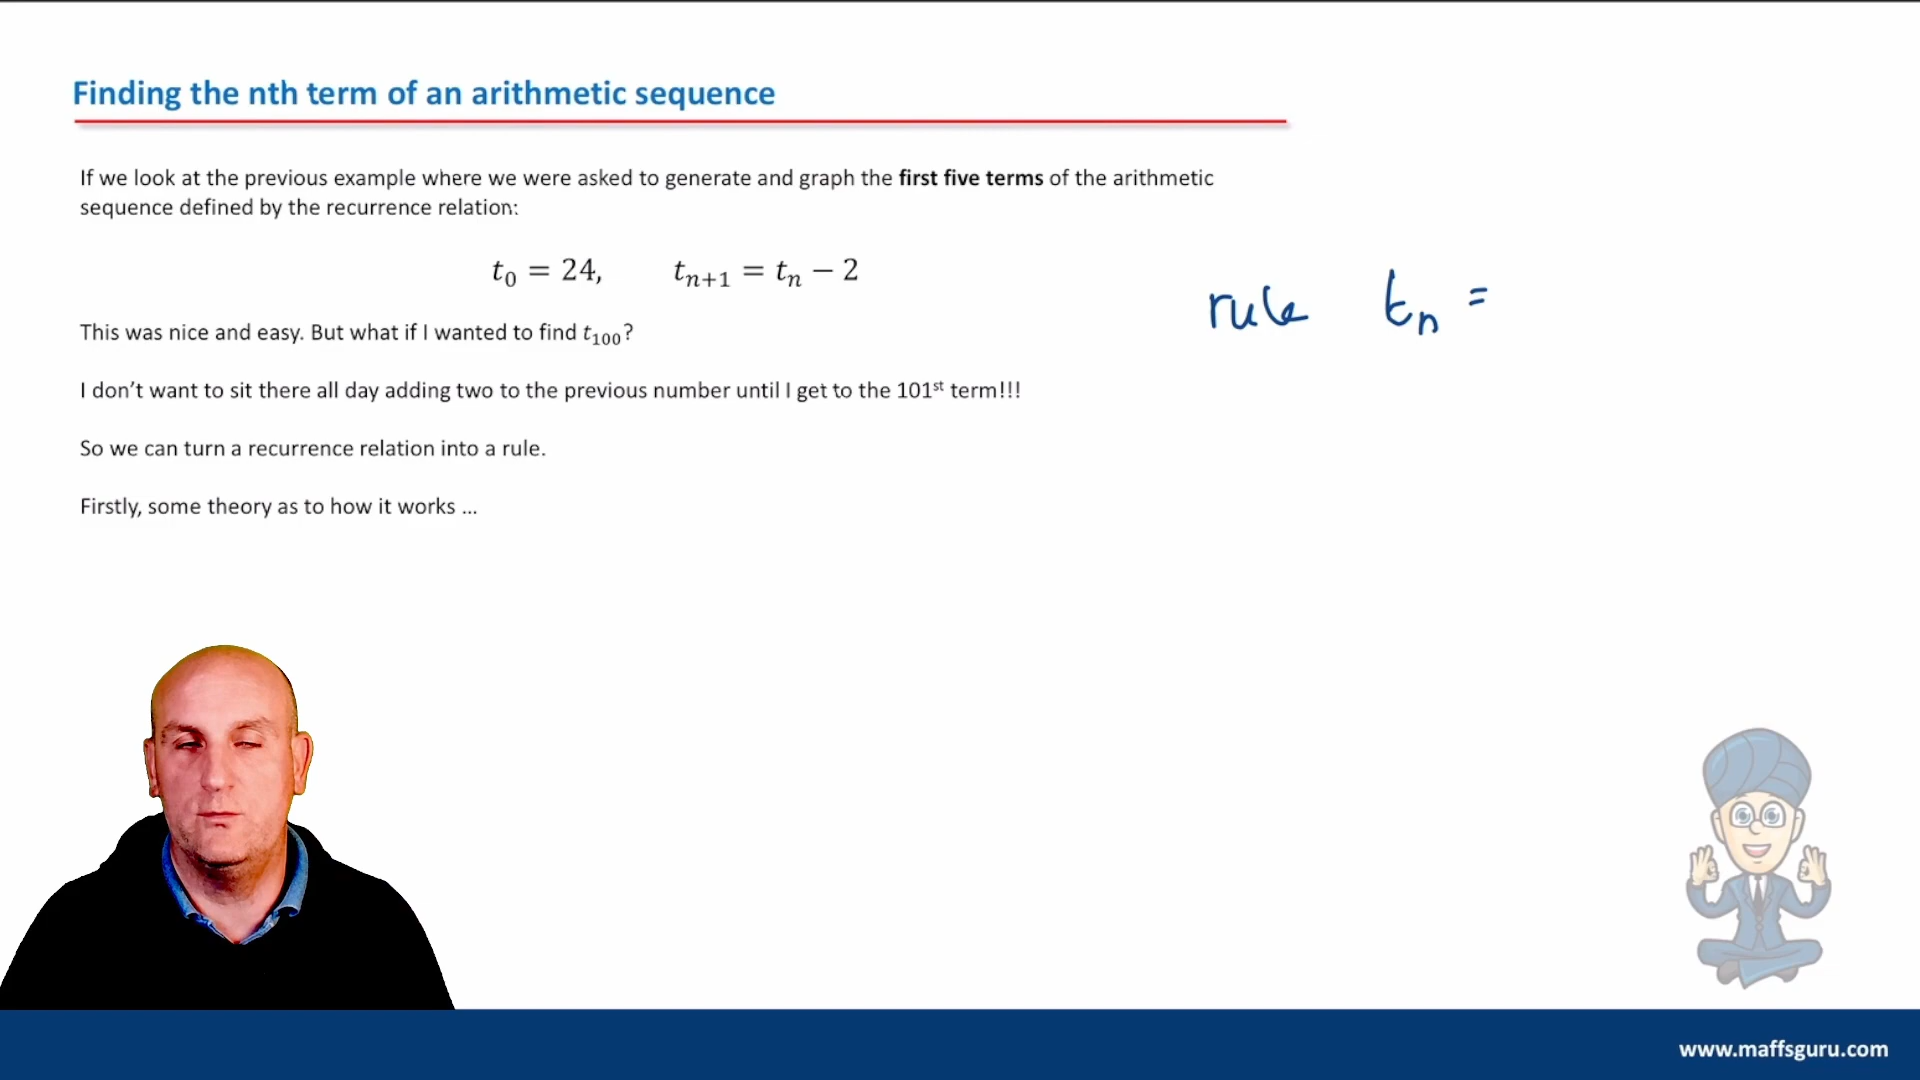 Finding the nth term of an arithmetic sequence
If we look at the previous example where we were asked to generate and graph the first five terms of the arithmetic
sequence defined by the recurrence relation:
t₀ = 24, tₙ₊₁ = tₙ − 2
rule tₙ =
This was nice and easy. But what if I wanted to find t₁₀₀?
I don’t want to sit there all day adding two to the previous number until I get to the 101ˢᵗ term!!!
So we can turn a recurrence relation into a rule.
Firstly, some theory as to how it works ...
www.maffsguru.com